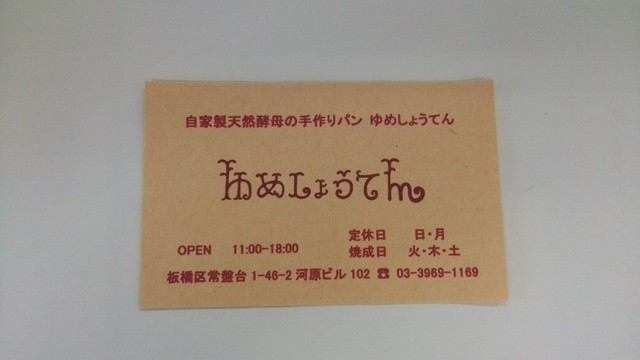 自家製天然酵母の手作りパン ゆめしょうてん
ゆめしょうてん
定休日 日・月
OPEN 11:00-18:00 焼成日 火・木・土
板橋区常盤台 1-46-2 河原ビル 102 ☎ 03-3969-1169